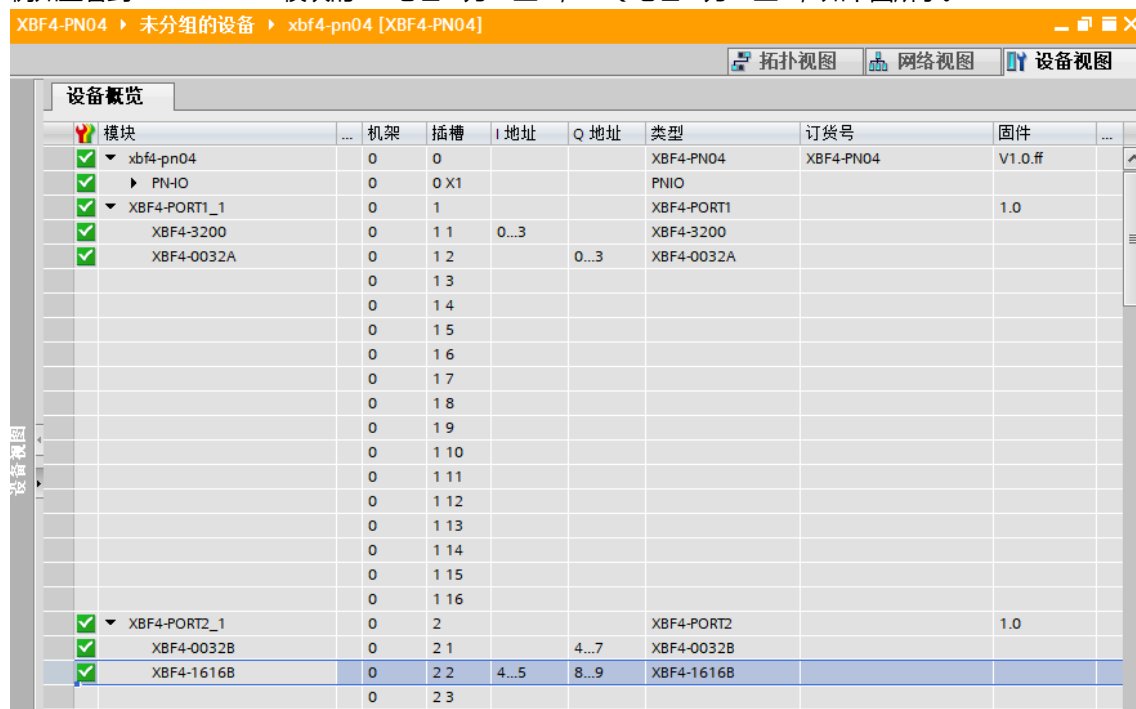 XBF4-PN04 ▸ 未分组的设备 ▸ xbf4-pn04 [XBF4-PN04]
拓扑视图 网络视图 设备视图
设备概览
模块 ... 机架 插槽 I 地址 Q 地址 类型 订货号 固件 ...
xbf4-pn04 0 0 XBF4-PN04 XBF4-PN04 V1.0.ff
PN-IO 0 0 X1 PNIO
XBF4-PORT1_1 0 1 XBF4-PORT1 1.0
XBF4-3200 0 1 1 0...3 XBF4-3200
XBF4-0032A 0 1 2 0...3 XBF4-0032A
0 1 3
0 1 4
0 1 5
0 1 6
0 1 7
0 1 8
0 1 9
0 1 10
0 1 11
0 1 12
0 1 13
0 1 14
0 1 15
0 1 16
XBF4-PORT2_1 0 2 XBF4-PORT2 1.0
XBF4-0032B 0 2 1 4...7 XBF4-0032B
XBF4-1616B 0 2 2 4...5 8...9 XBF4-1616B
0 2 3
设备视图